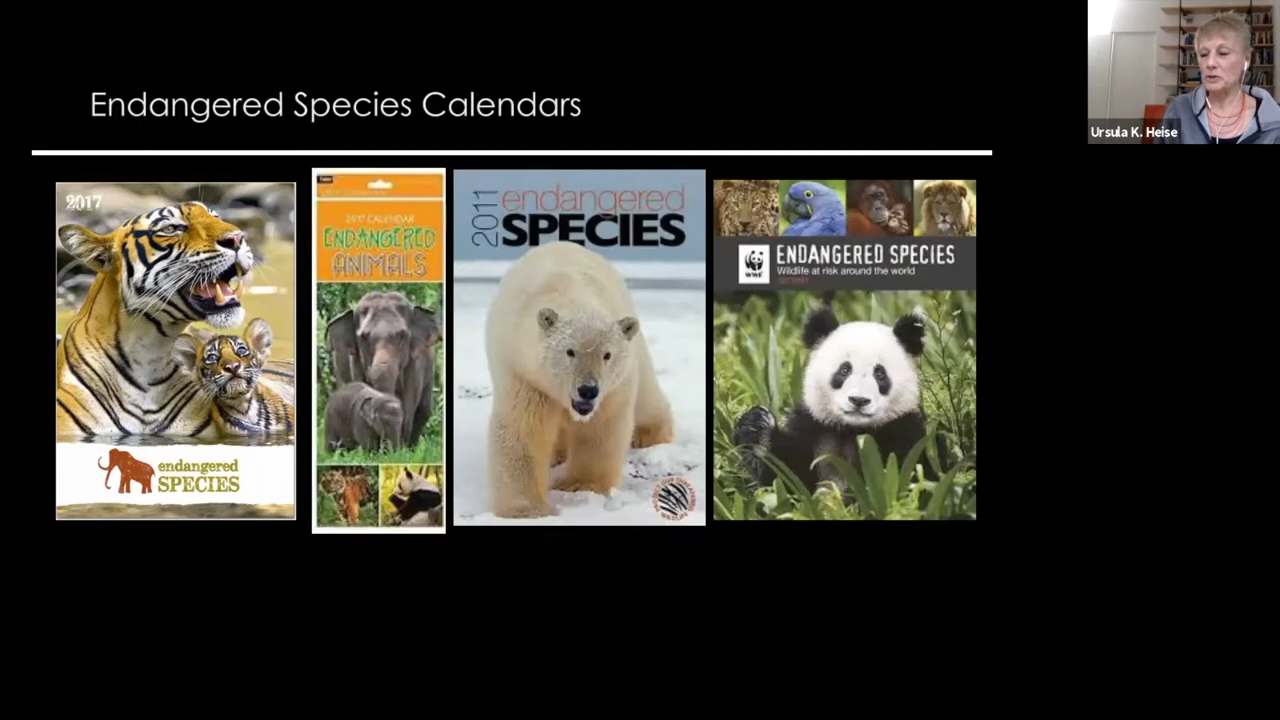 Endangered Species Calendars
Ursula K. Heise
2017
endangered
SPECIES
2017 CALENDAR
ENDANGERED
ANIMALS
2011
endangered
SPECIES
WWF
ENDANGERED SPECIES
Wildlife at risk around the world